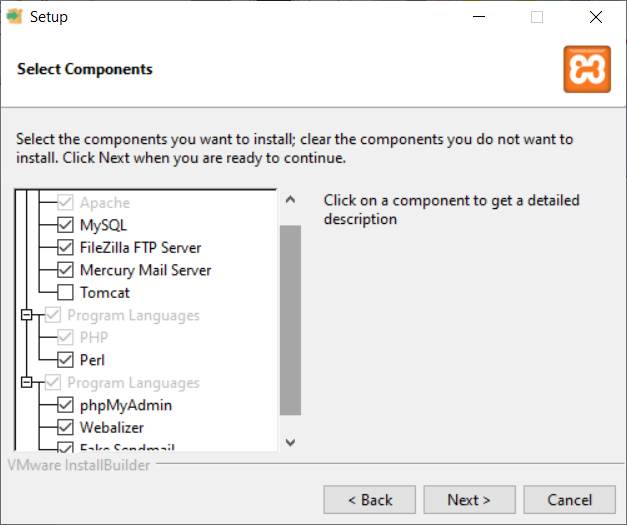 Setup
Select Components
Select the components you want to install; clear the components you do not want to
install. Click Next when you are ready to continue.
Apache
MySQL
FileZilla FTP Server
Mercury Mail Server
Tomcat
Program Languages
PHP
Perl
Program Languages
phpMyAdmin
Webalizer
Fake Sendmail
Click on a component to get a detailed
description
VMware InstallBuilder
< Back
Next >
Cancel